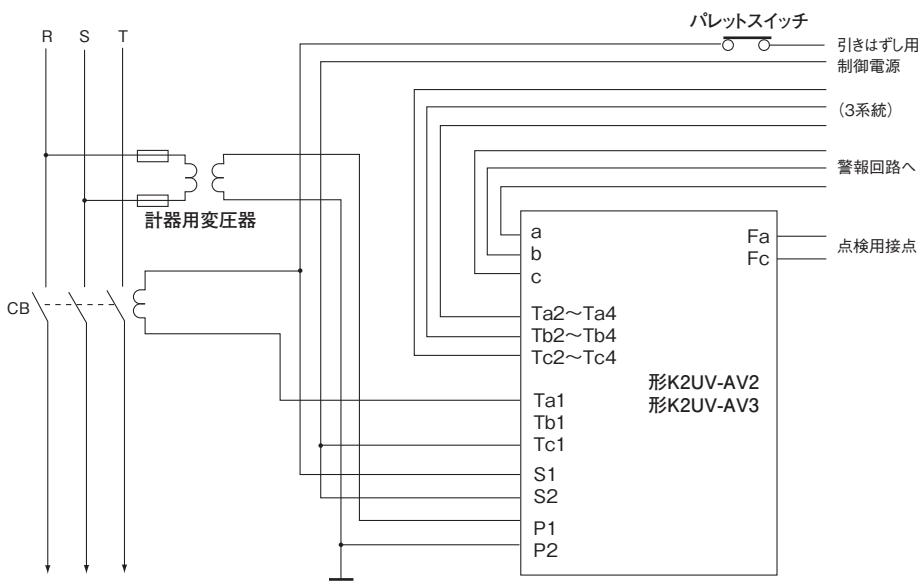 パレットスイッチ
R S T
引きはずし用
制御電源
(3系統)
警報回路へ
計器用変圧器
a
b
c
Fa
Fc
点検用接点
CB
Ta2～Ta4
Tb2～Tb4
Tc2～Tc4
形K2UV-AV2
形K2UV-AV3
Ta1
Tb1
Tc1
S1
S2
P1
P2